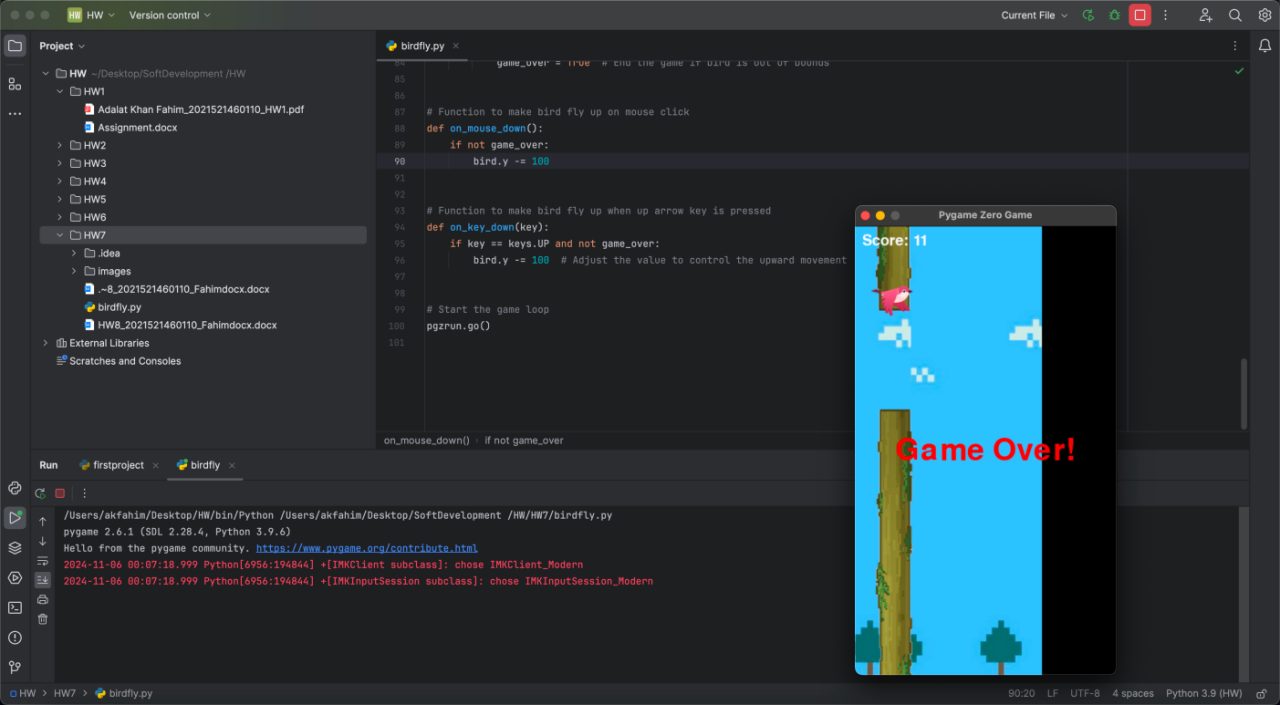 HW HW Version control Current File
Project
birdfly.py
HW ~/Desktop/SoftDevelopment /HW
HW1
Adalat Khan Fahim_2021521460110_HW1.pdf
Assignment.docx
HW2
HW3
HW4
HW5
HW6
HW7
.idea
images
.~8_2021521460110_Fahimdocx.docx
birdfly.py
HW8_2021521460110_Fahimdocx.docx
External Libraries
Scratches and Consoles
84 game_over = True # End the game if bird is out of bounds
85
86
87 # Function to make bird fly up on mouse click
88 def on_mouse_down():
89 if not game_over:
90 bird.y -= 100
91
92
93 # Function to make bird fly up when up arrow key is pressed
94 def on_key_down(key):
95 if key == keys.UP and not game_over:
96 bird.y -= 100 # Adjust the value to control the upward movement
97
98
99 # Start the game loop
100 pgzrun.go()
101
on_mouse_down() › if not game_over
Pygame Zero Game
Score: 11
Game Over!
Run firstproject birdfly
/Users/akfahim/Desktop/HW/bin/Python /Users/akfahim/Desktop/SoftDevelopment /HW/HW7/birdfly.py
pygame 2.6.1 (SDL 2.28.4, Python 3.9.6)
Hello from the pygame community. https://www.pygame.org/contribute.html
2024-11-06 00:07:18.999 Python[6956:194844] +[IMKClient subclass]: chose IMKClient_Modern
2024-11-06 00:07:18.999 Python[6956:194844] +[IMKInputSession subclass]: chose IMKInputSession_Modern
HW › HW7 › birdfly.py
90:20 LF UTF-8 4 spaces Python 3.9 (HW)